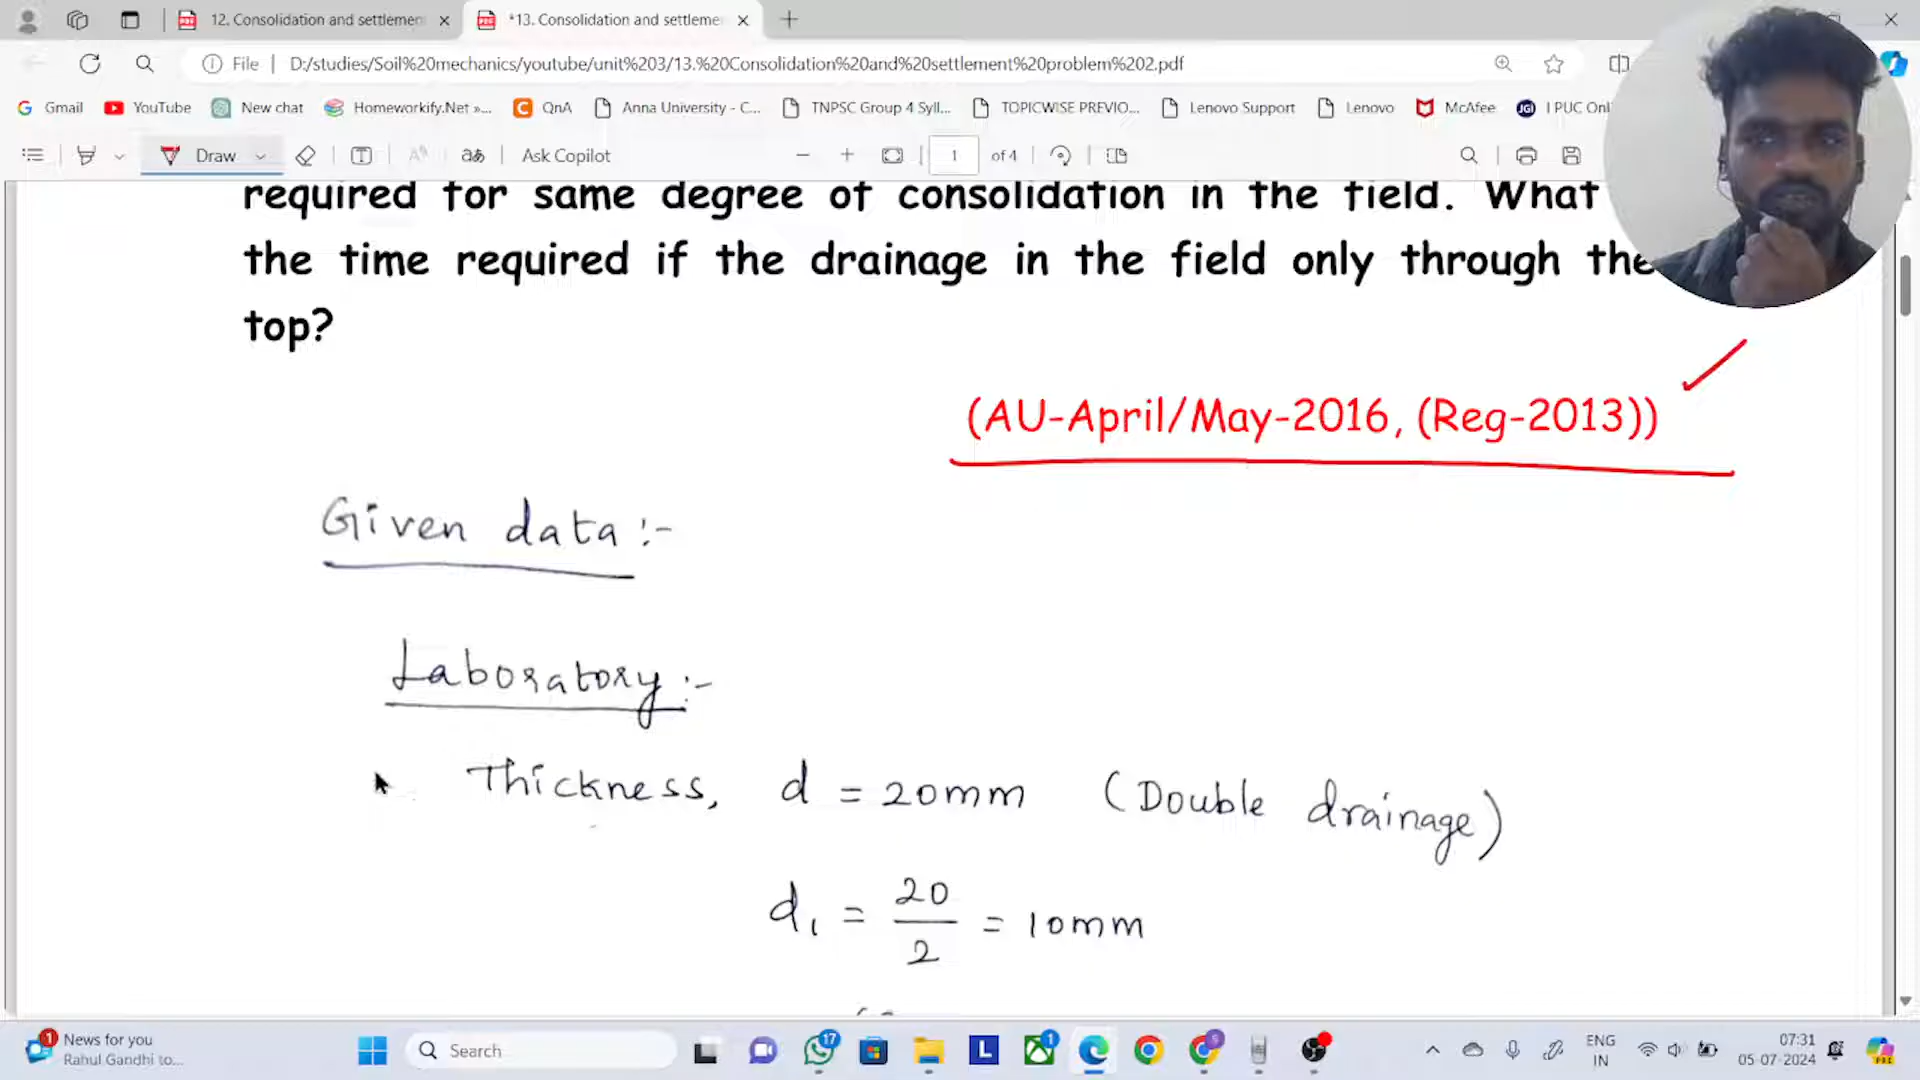 12. Consolidation and settlemen
*13. Consolidation and settleme
File
D:/studies/Soil%20mechanics/youtube/unit%203/13.%20Consolidation%20and%20settlement%20problem%202.pdf
Gmail
YouTube
New chat
Homeworkify.Net »...
QnA
Anna University - C...
TNPSC Group 4 Syll...
TOPICWISE PREVIO...
Lenovo Support
Lenovo
McAfee
I PUC Onl
Draw
Ask Copilot
1 of 4
required for same degree of consolidation in the field. What
the time required if the drainage in the field only through the
top?
(AU-April/May-2016, (Reg-2013))
Given data :-
Laboratory :-
Thickness, d = 20mm (Double drainage)
d₁ = 20/2 = 10mm
News for you
Rahul Gandhi to...
Search
17
1
ENG
IN
07:31
05-07-2024